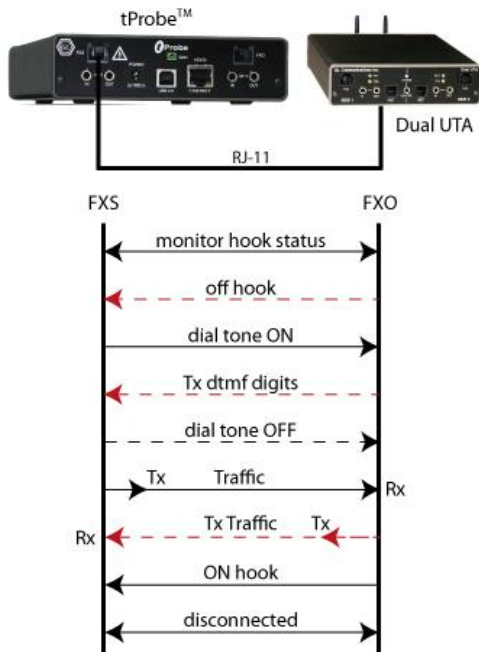 tProbe™
Dual UTA
RJ-11
FXS FXO
monitor hook status
off hook
dial tone ON
Tx dtmf digits
dial tone OFF
Tx Traffic Rx
Rx Tx Traffic Tx
ON hook
disconnected